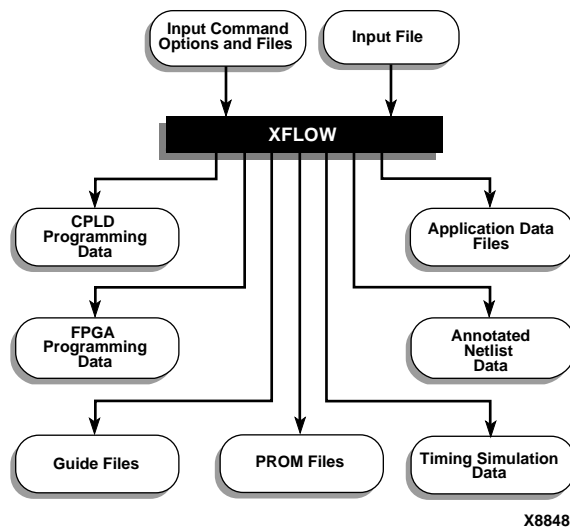 Input Command
Options and Files
Input File
XFLOW
CPLD
Programming
Data
Application Data
Files
FPGA
Programming
Data
Annotated
Netlist
Data
Guide Files
PROM Files
Timing Simulation
Data
X8848